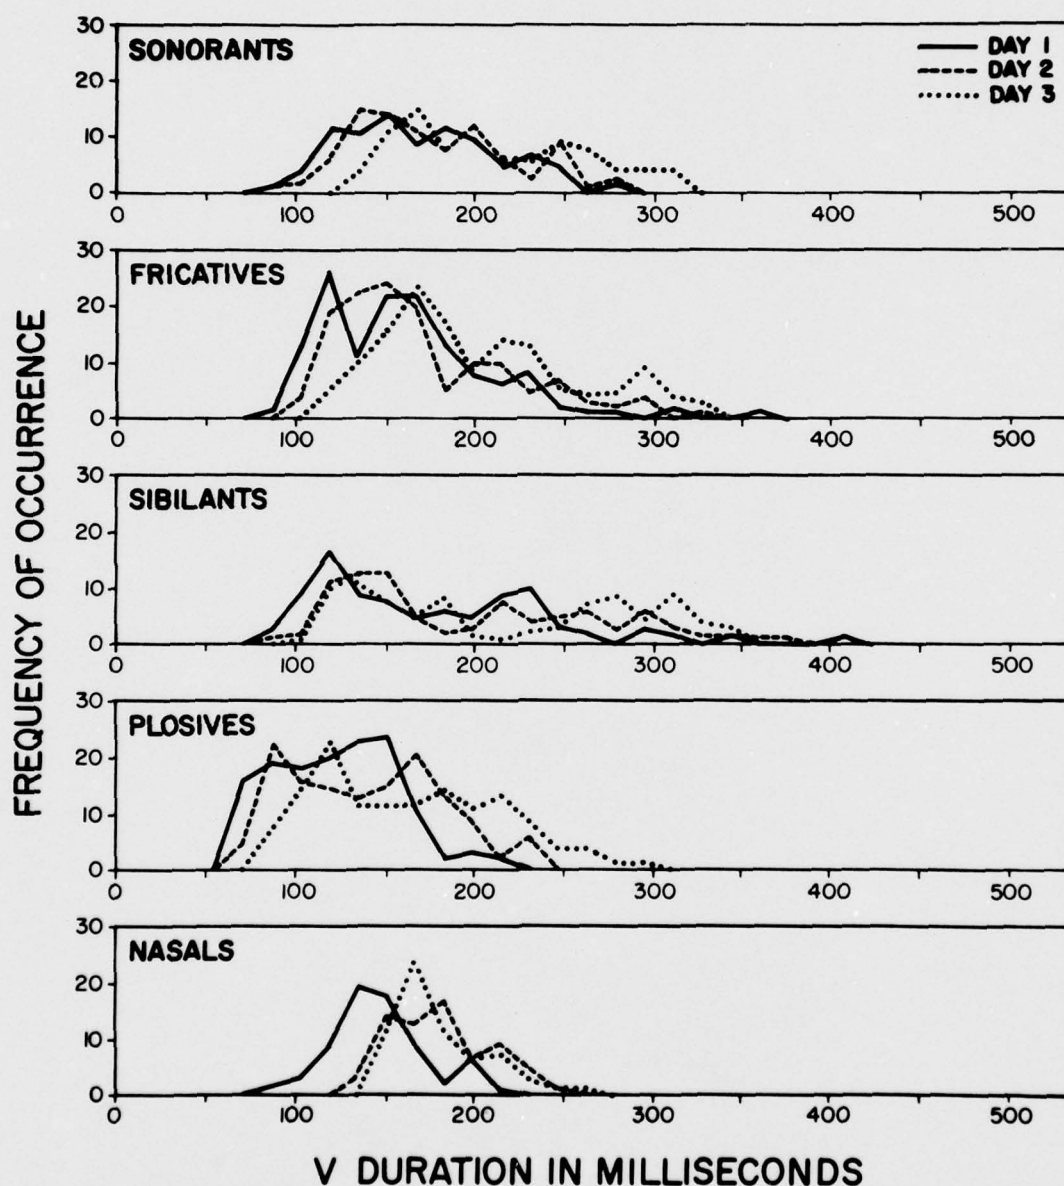 30
SONORANTS
DAY 1
DAY 2
DAY 3
20
10
0
0 100 200 300 400 500
30
FRICATIVES
20
10
0
0 100 200 300 400 500
30
SIBILANTS
20
10
0
0 100 200 300 400 500
30
PLOSIVES
20
10
0
0 100 200 300 400 500
30
NASALS
20
10
0
0 100 200 300 400 500
FREQUENCY OF OCCURRENCE
V DURATION IN MILLISECONDS